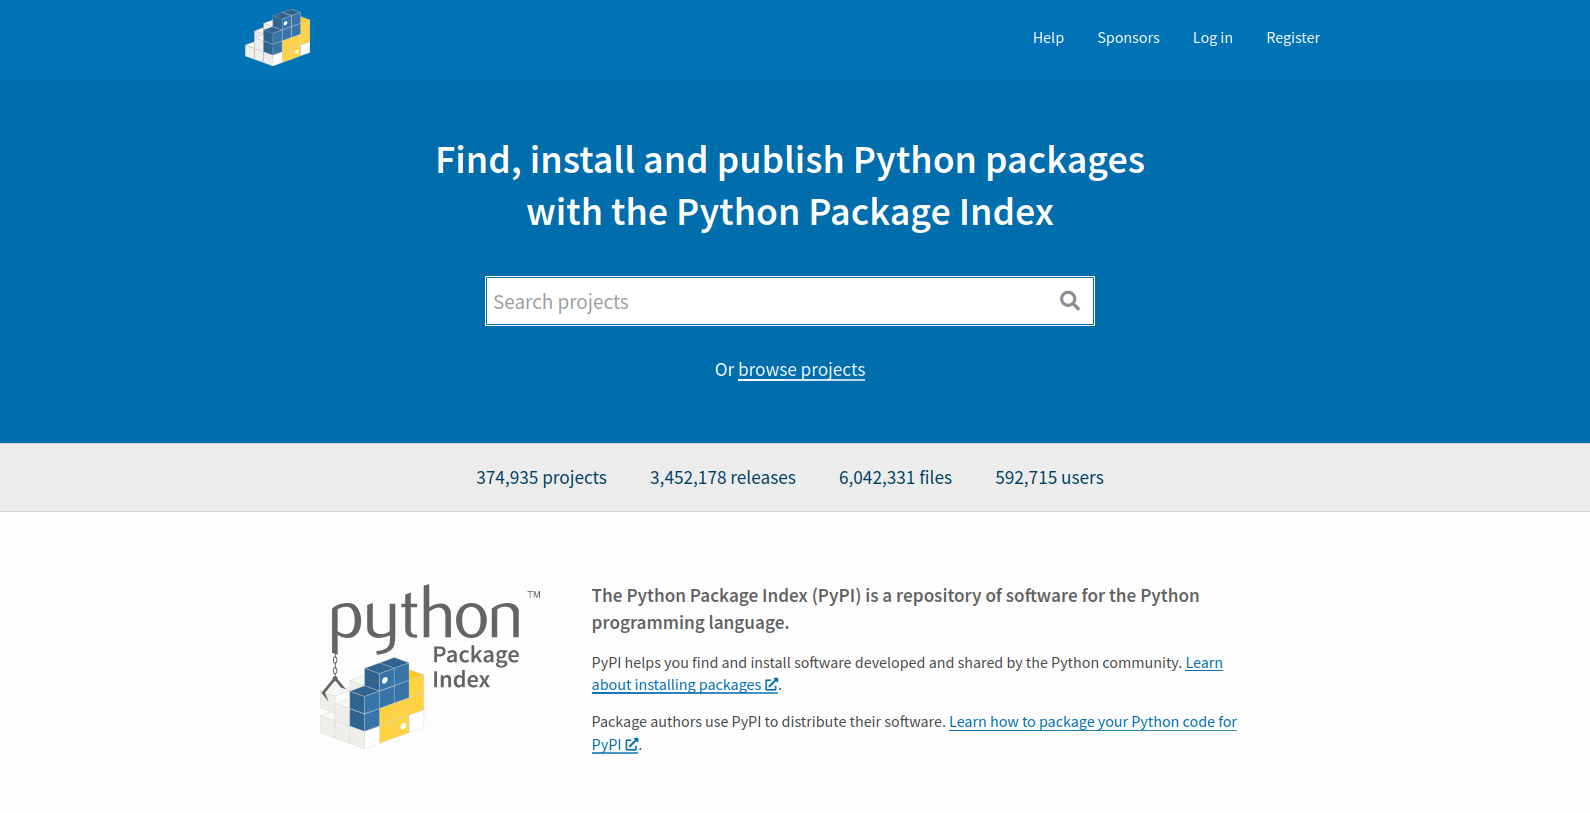 Help Sponsors Log in Register
Find, install and publish Python packages
with the Python Package Index
Search projects
Or browse projects
374,935 projects 3,452,178 releases 6,042,331 files 592,715 users
python™
Package
Index
The Python Package Index (PyPI) is a repository of software for the Python
programming language.
PyPI helps you find and install software developed and shared by the Python community. Learn
about installing packages.
Package authors use PyPI to distribute their software. Learn how to package your Python code for
PyPI.